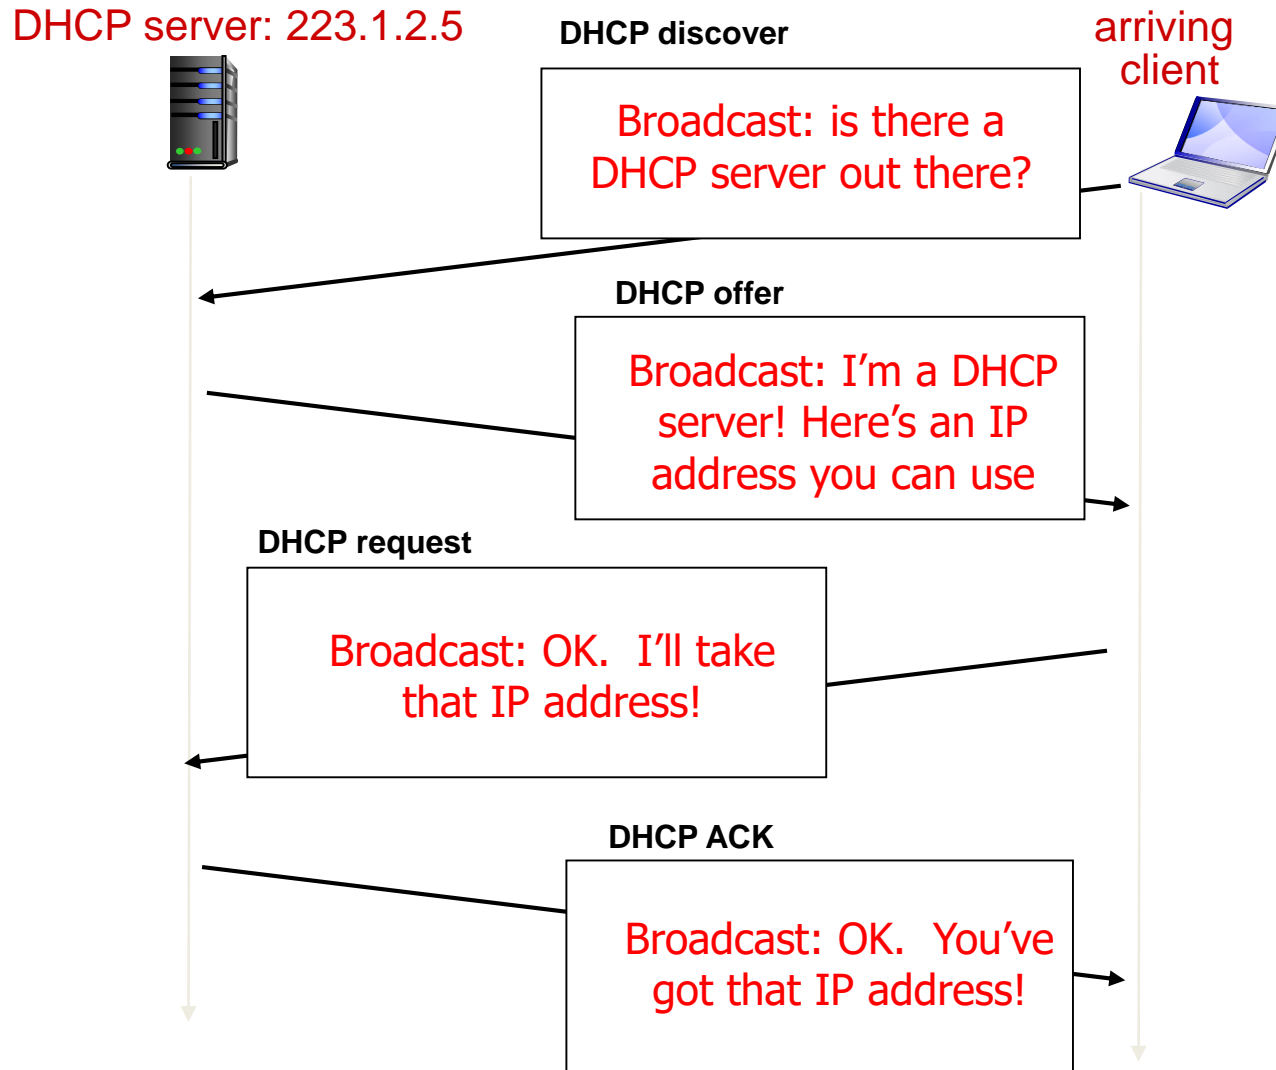 DHCP server: 223.1.2.5
DHCP discover
arriving
client
Broadcast: is there a
DHCP server out there?
DHCP offer
Broadcast: I’m a DHCP
server! Here’s an IP
address you can use
DHCP request
Broadcast: OK.  I’ll take
that IP address!
DHCP ACK
Broadcast: OK.  You’ve
got that IP address!